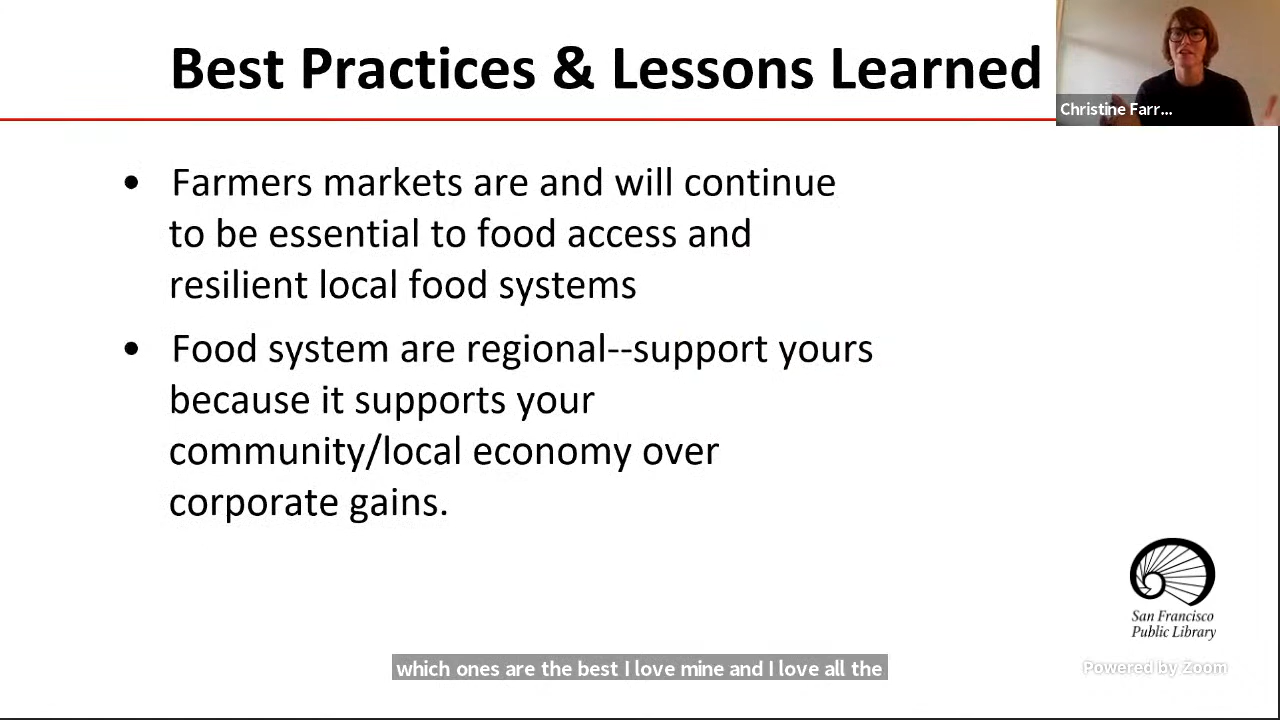 Best Practices & Lessons Learned
Christine Farr...
• Farmers markets are and will continue
to be essential to food access and
resilient local food systems
• Food system are regional--support yours
because it supports your
community/local economy over
corporate gains.
San Francisco
Public Library
which ones are the best I love mine and I love all the
Powered by Zoom